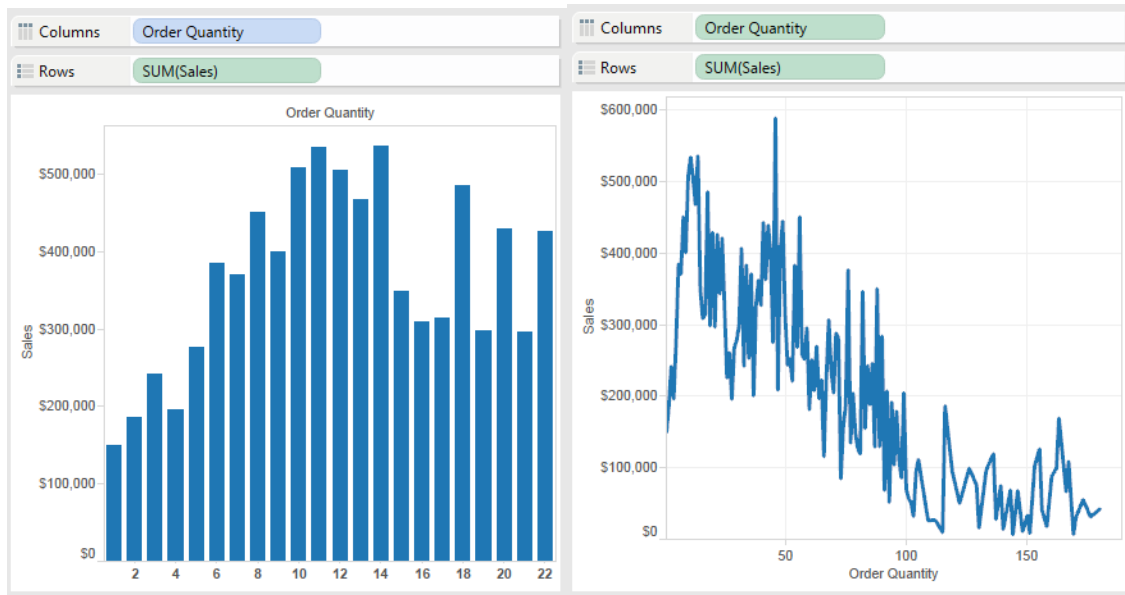 Columns
Order Quantity
Rows
SUM(Sales)
Order Quantity
Sales
$500,000
$400,000
$300,000
$200,000
$100,000
$0
2 4 6 8 10 12 14 16 18 20 22
Columns
Order Quantity
Rows
SUM(Sales)
$600,000
$500,000
$400,000
$300,000
$200,000
$100,000
$0
Sales
50 100 150
Order Quantity